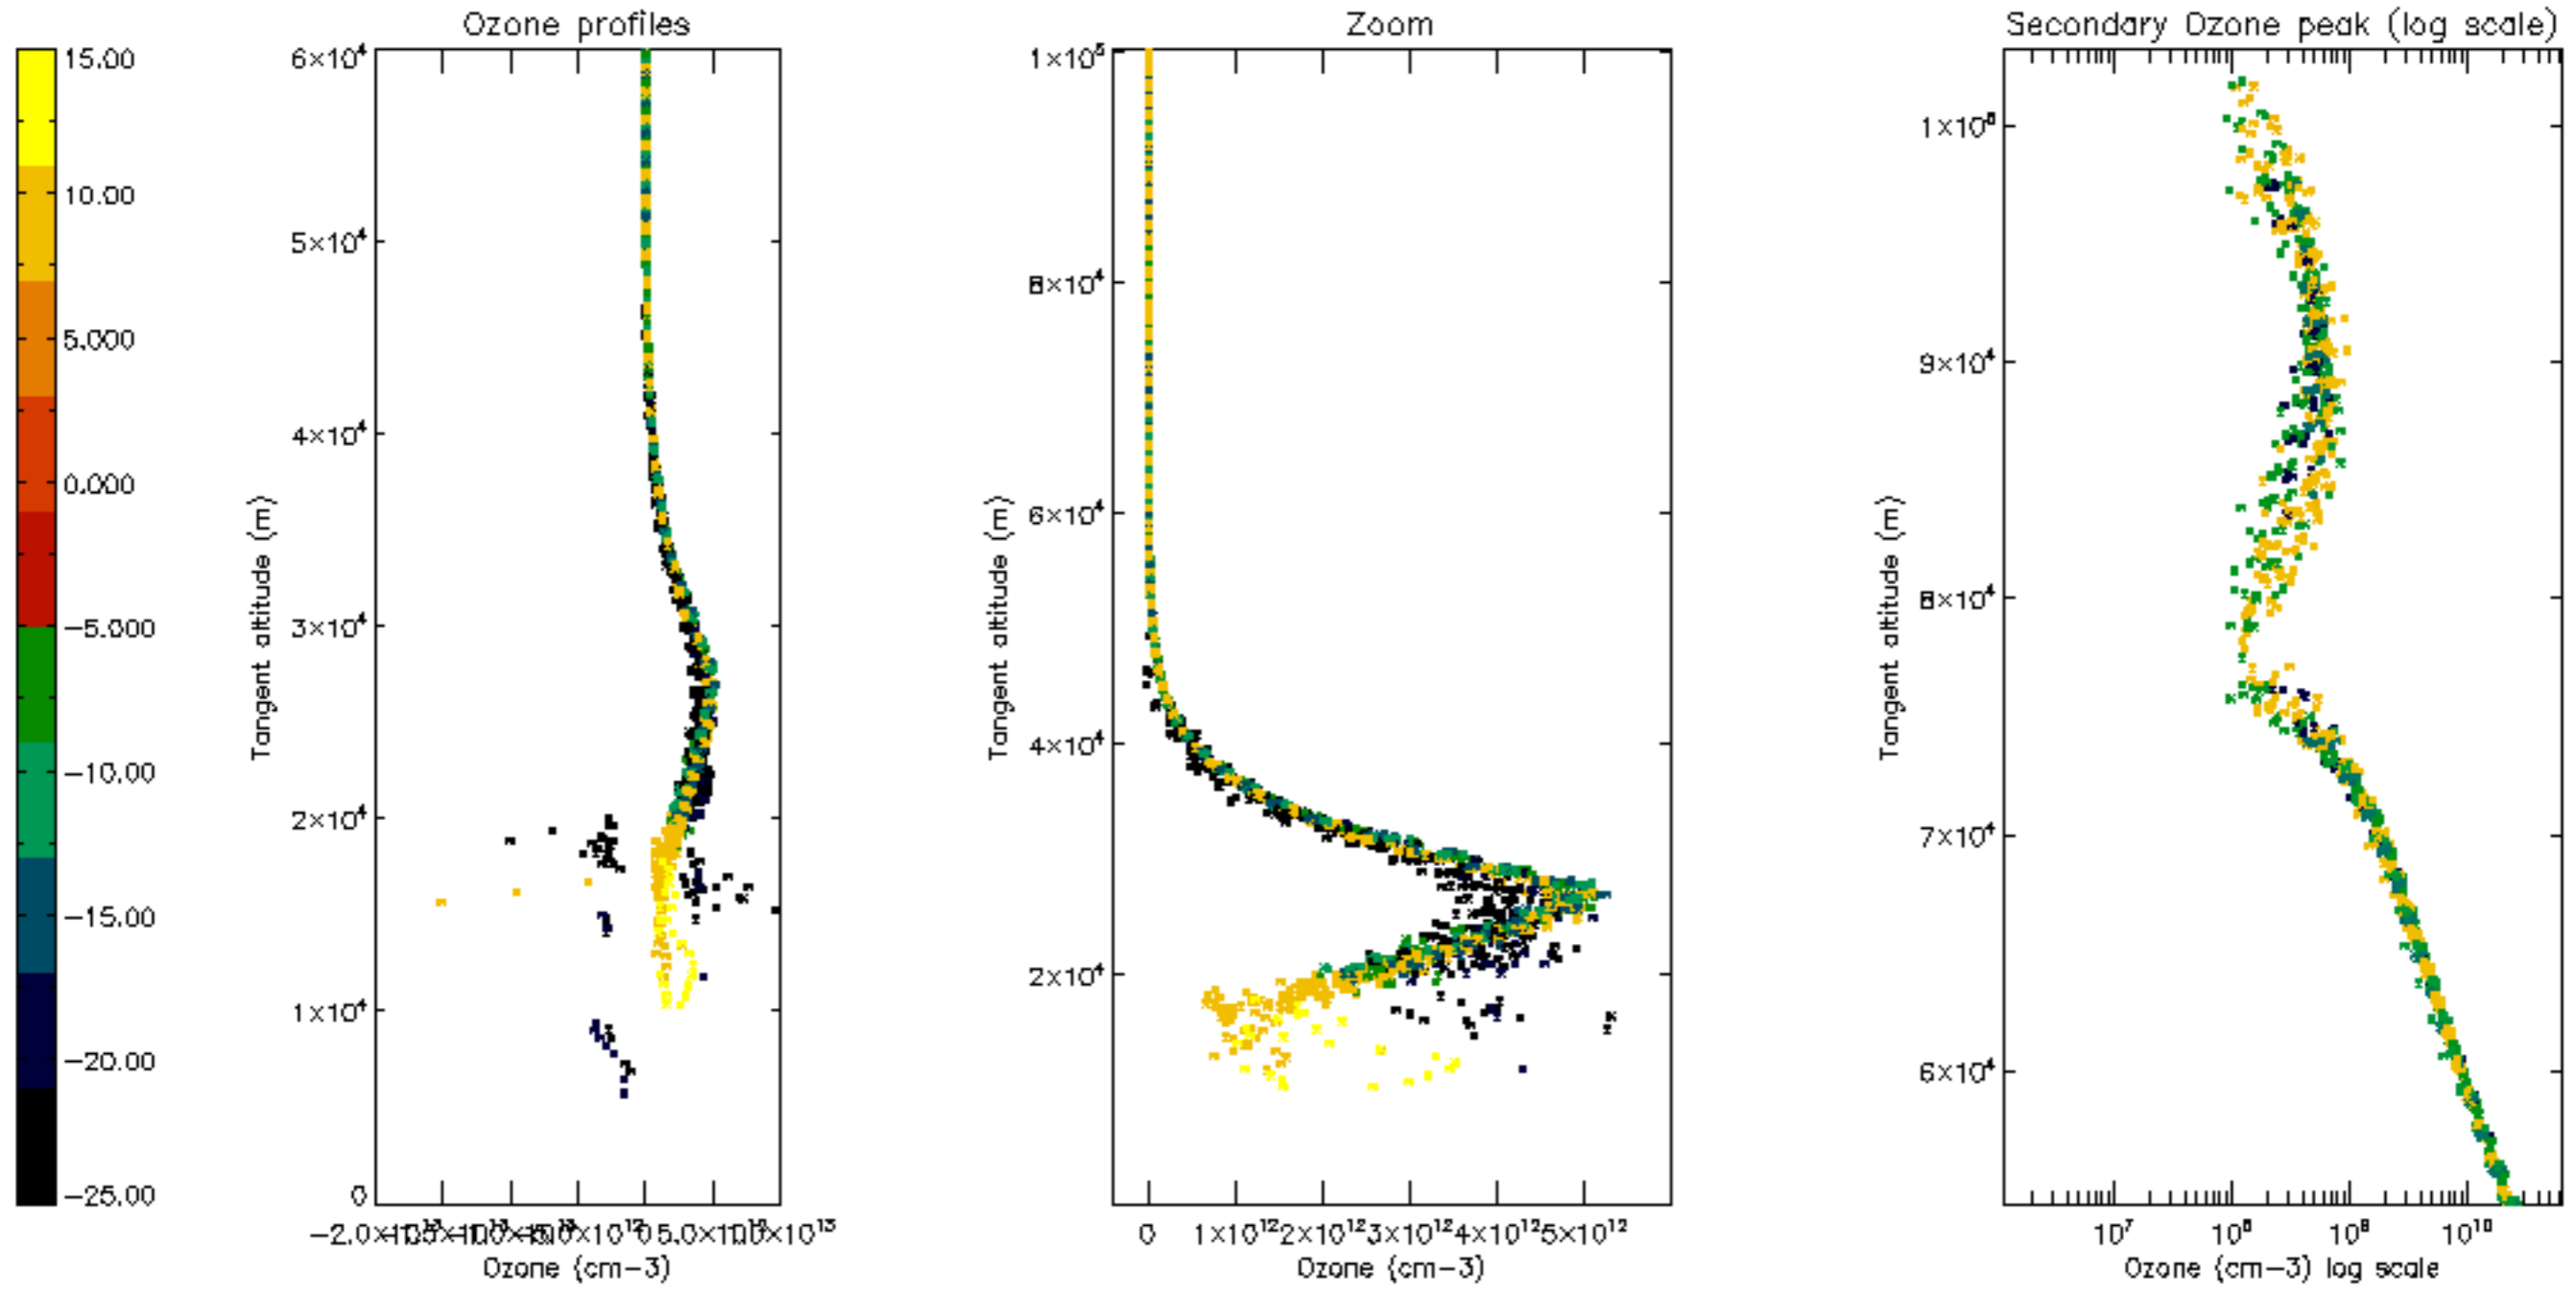 Ozone profiles
Zoom
Secondary Ozone peak (log scale)
15.00
10.00
5.000
0.000
−5.000
−10.00
−15.00
−20.00
−25.00
Tangent altitude (m)
6×10⁴
5×10⁴
4×10⁴
3×10⁴
2×10⁴
1×10⁴
0
Ozone (cm−3)
Tangent altitude (m)
1×10⁵
8×10⁴
6×10⁴
4×10⁴
2×10⁴
0 1×10¹² 2×10¹² 3×10¹² 4×10¹² 5×10¹²
Ozone (cm−3)
Tangent altitude (m)
1×10⁵
9×10⁴
8×10⁴
7×10⁴
6×10⁴
10⁷ 10⁸ 10⁹ 10¹⁰
Ozone (cm−3) log scale